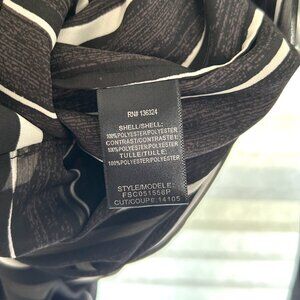 RN# 136324
SHELL/SHELL:
100%POLYESTER/POLYESTER
CONTRAST/CONTRASTE1:
100%POLYESTER/POLYESTER
TULLE/TULLE:
100%POLYESTER/POLYESTER
STYLE/MODELE:
FSC051556P
CUT/COUPE:14105